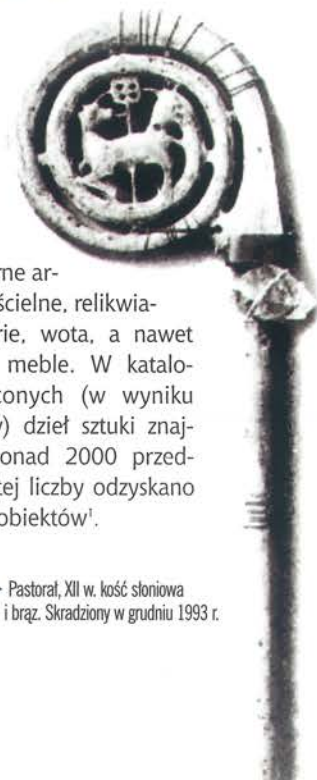 rne ar-
ścielne, relikwia-
rie, wota, a nawet
meble. W katalo-
zonych (w wyniku
y) dzieł sztuki znaj-
onad 2000 przed-
tej liczby odzyskano
obiektów¹.
Pastorał, XII w. kość słoniowa
i brąz. Skradziony w grudniu 1993 r.